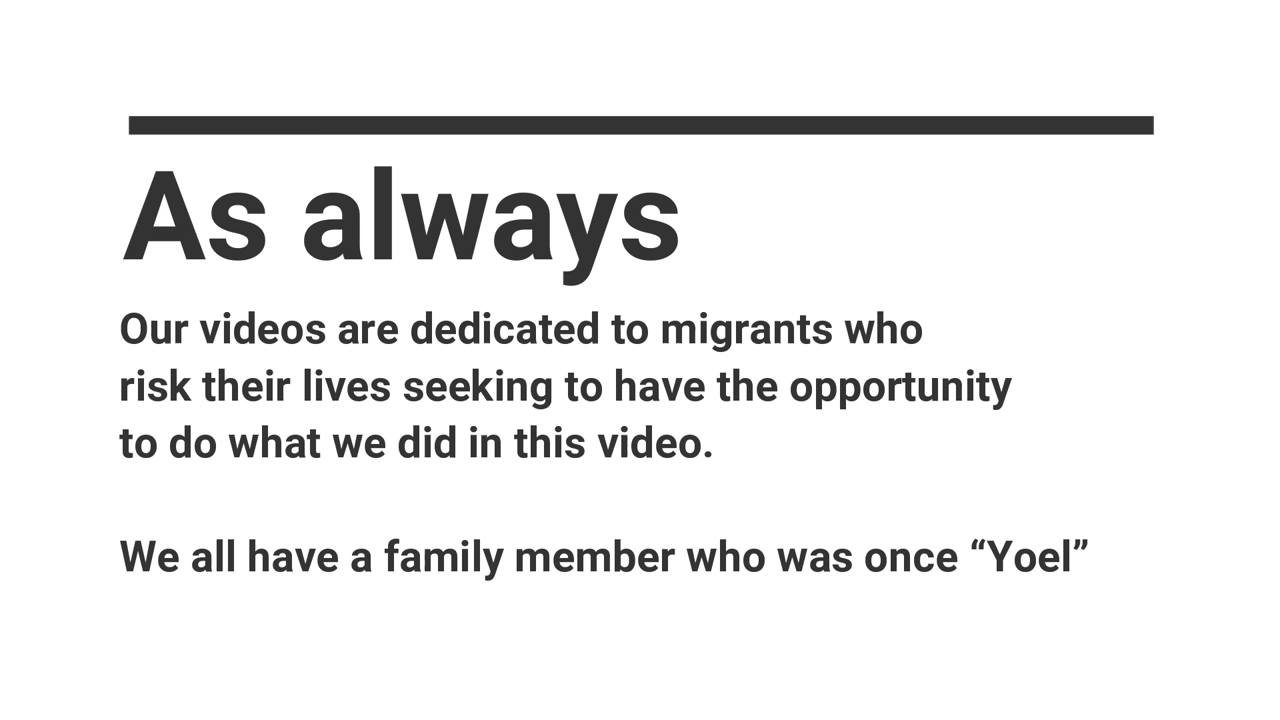 As always
Our videos are dedicated to migrants who
risk their lives seeking to have the opportunity
to do what we did in this video.
We all have a family member who was once “Yoel”